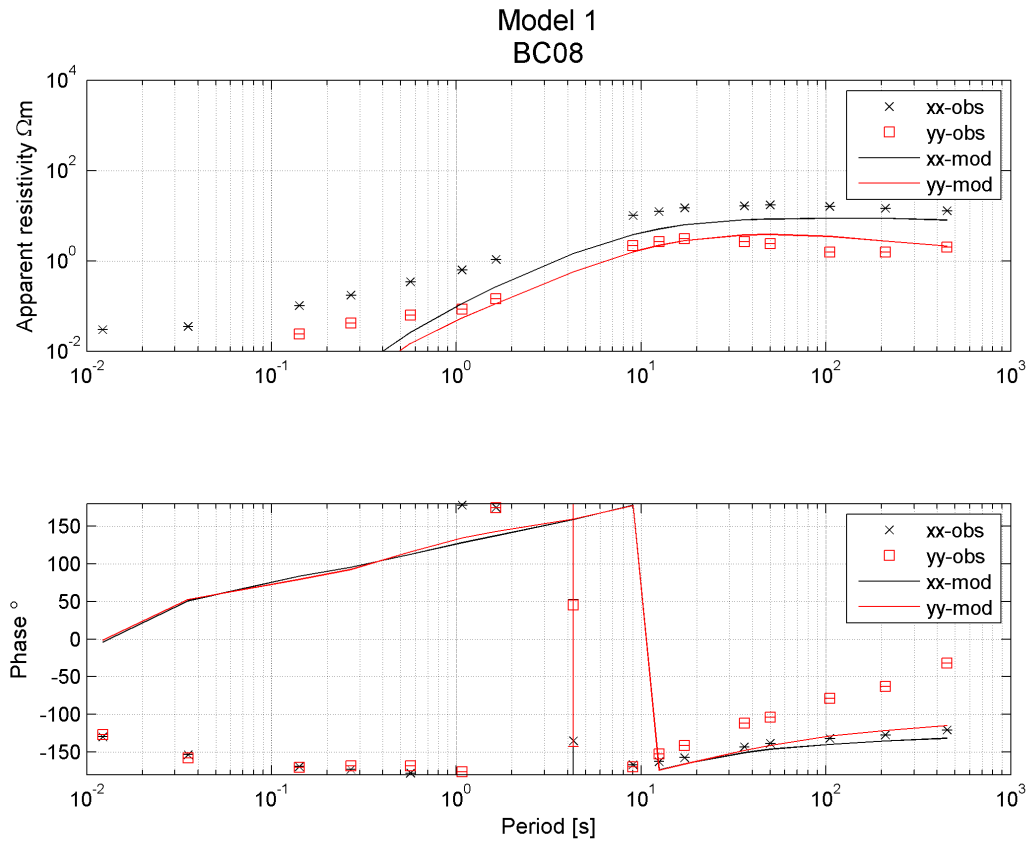 Model 1
BC08
Apparent resistivity Ωm
10^4
10^2
10^0
10^-2
xx-obs
yy-obs
xx-mod
yy-mod
10^-2
10^-1
10^0
10^1
10^2
10^3
Phase °
150
100
50
0
-50
-100
-150
xx-obs
yy-obs
xx-mod
yy-mod
10^-2
10^-1
10^0
10^1
10^2
10^3
Period [s]